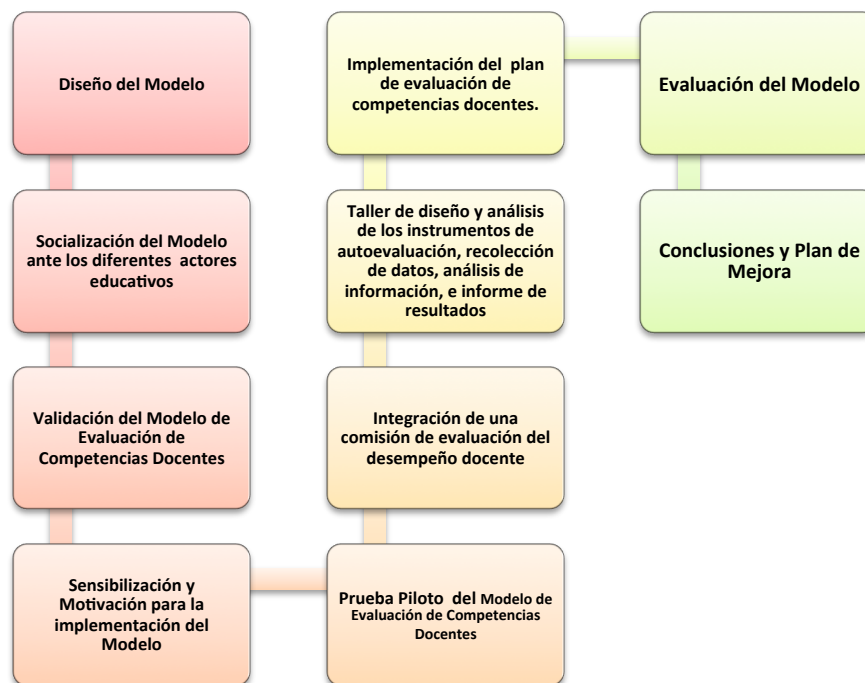 Diseño del Modelo
Socialización del Modelo
ante los diferentes actores
educativos
Validación del Modelo de
Evaluación de
Competencias Docentes
Sensibilización y
Motivación para la
implementación del
Modelo
Prueba Piloto del Modelo de
Evaluación de Competencias
Docentes
Integración de una
comisión de evaluación del
desempeño docente
Taller de diseño y análisis
de los instrumentos de
autoevaluación, recolección
de datos, análisis de
información, e informe de
resultados
Implementación del plan
de evaluación de
competencias docentes.
Evaluación del Modelo
Conclusiones y Plan de
Mejora